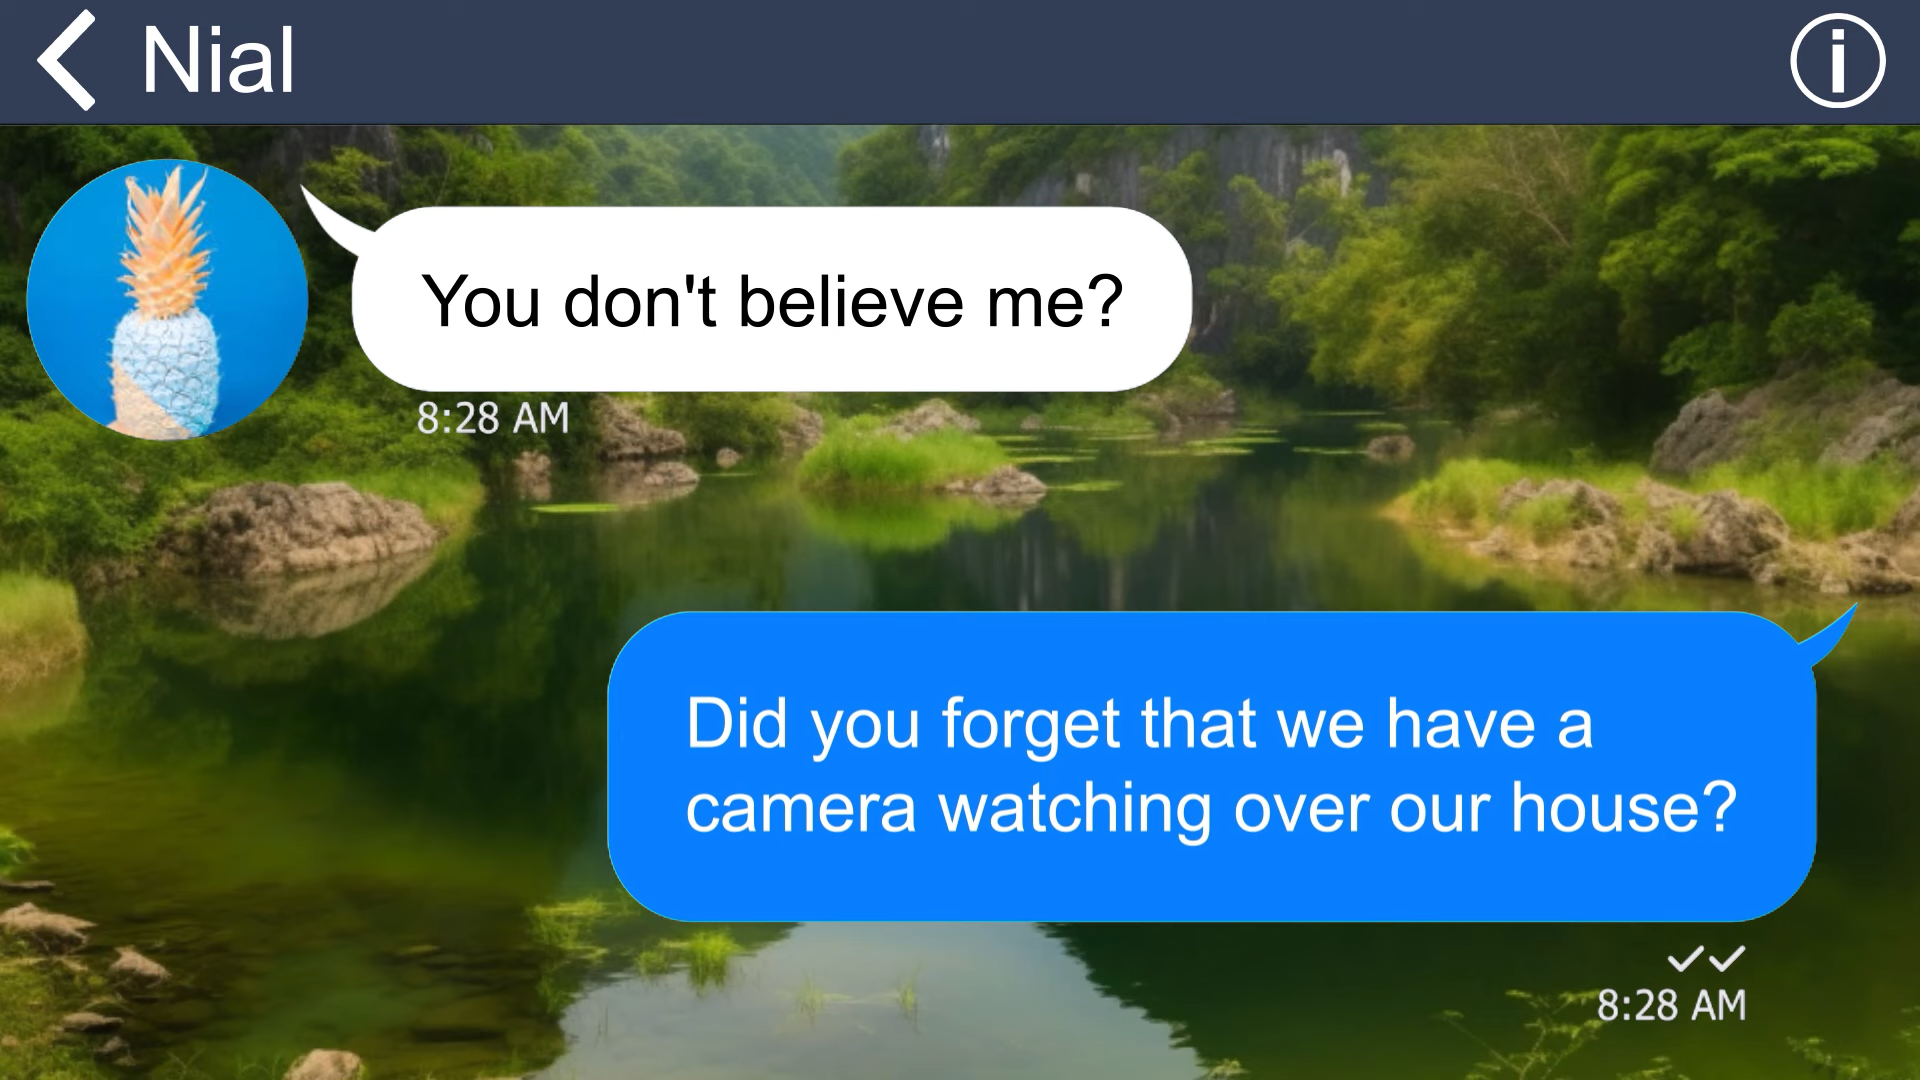 Nial
You don't believe me?
8:28 AM
Did you forget that we have a
camera watching over our house?
8:28 AM